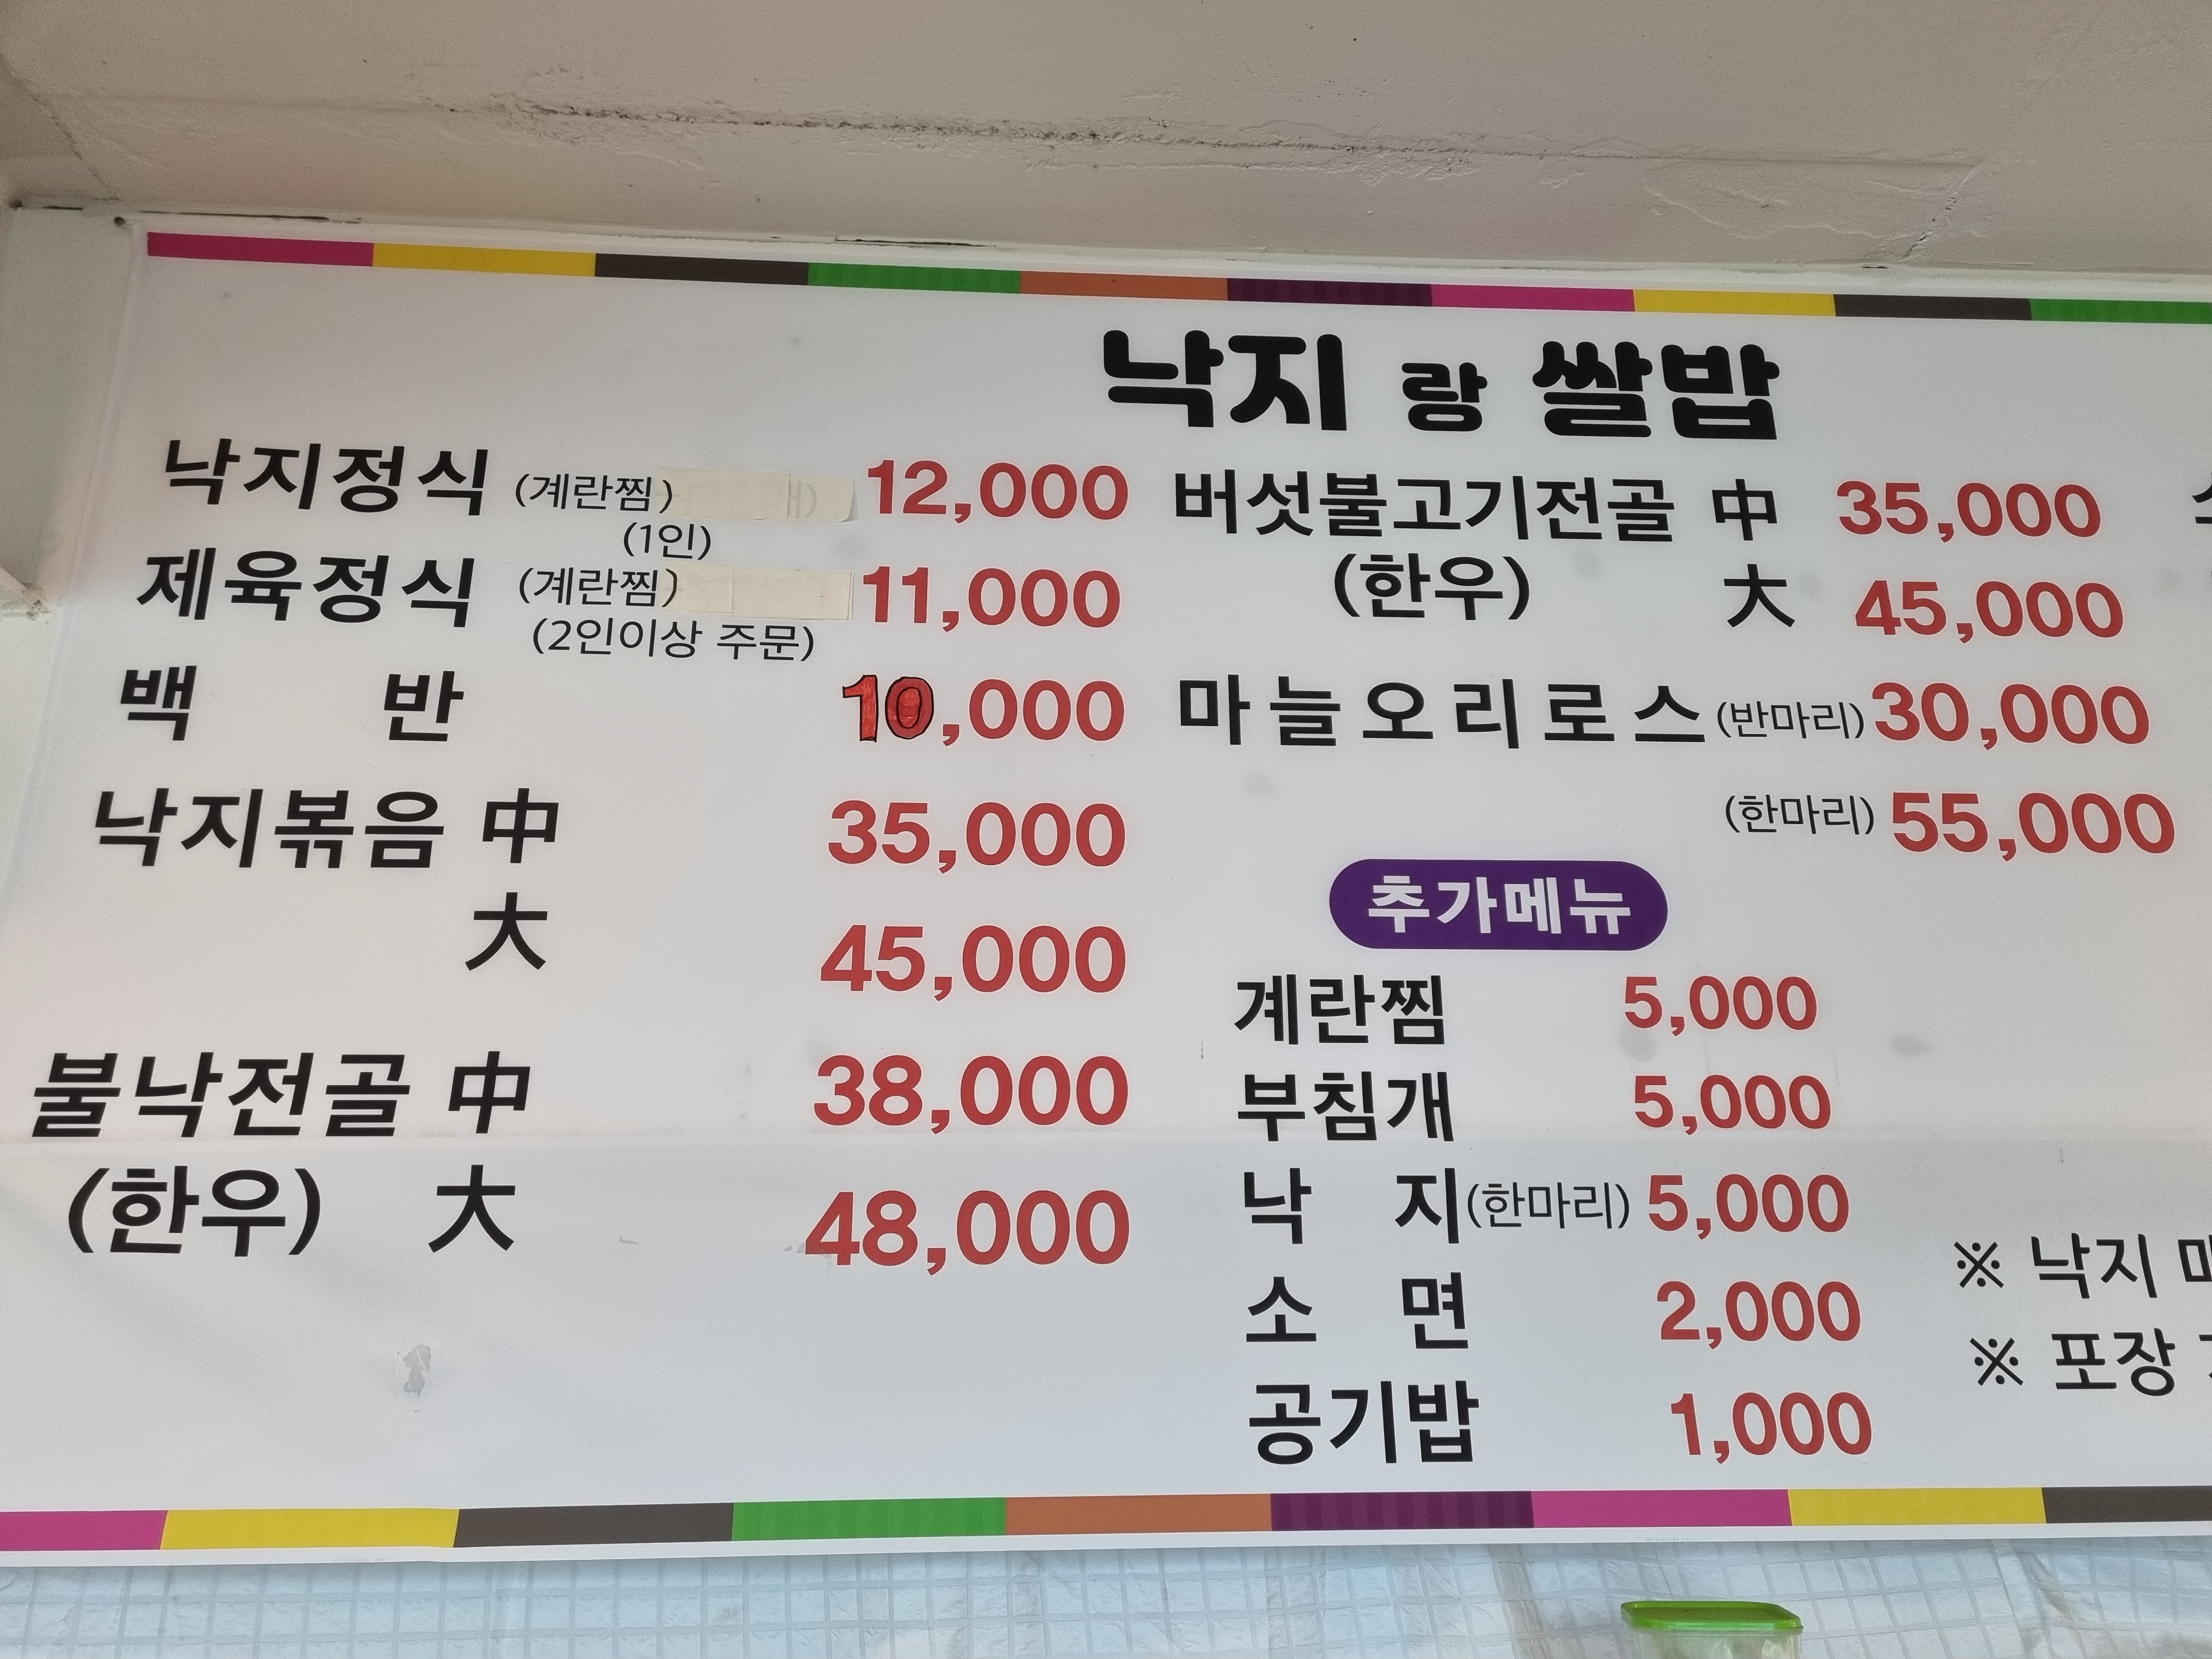 낙지 랑 쌀밥
낙지정식 (계란찜) 12,000
(1인)
제육정식 (계란찜) 11,000
(2인이상 주문)
백 반 10,000
낙지볶음 中 35,000
大 45,000
불낙전골 中 38,000
(한우) 大 48,000
버섯불고기전골 中 35,000
(한우) 大 45,000
마늘오리로스 (반마리) 30,000
(한마리) 55,000
추가메뉴
계란찜 5,000
부침개 5,000
낙 지 (한마리) 5,000
소 면 2,000
공기밥 1,000
※ 낙지
※ 포장